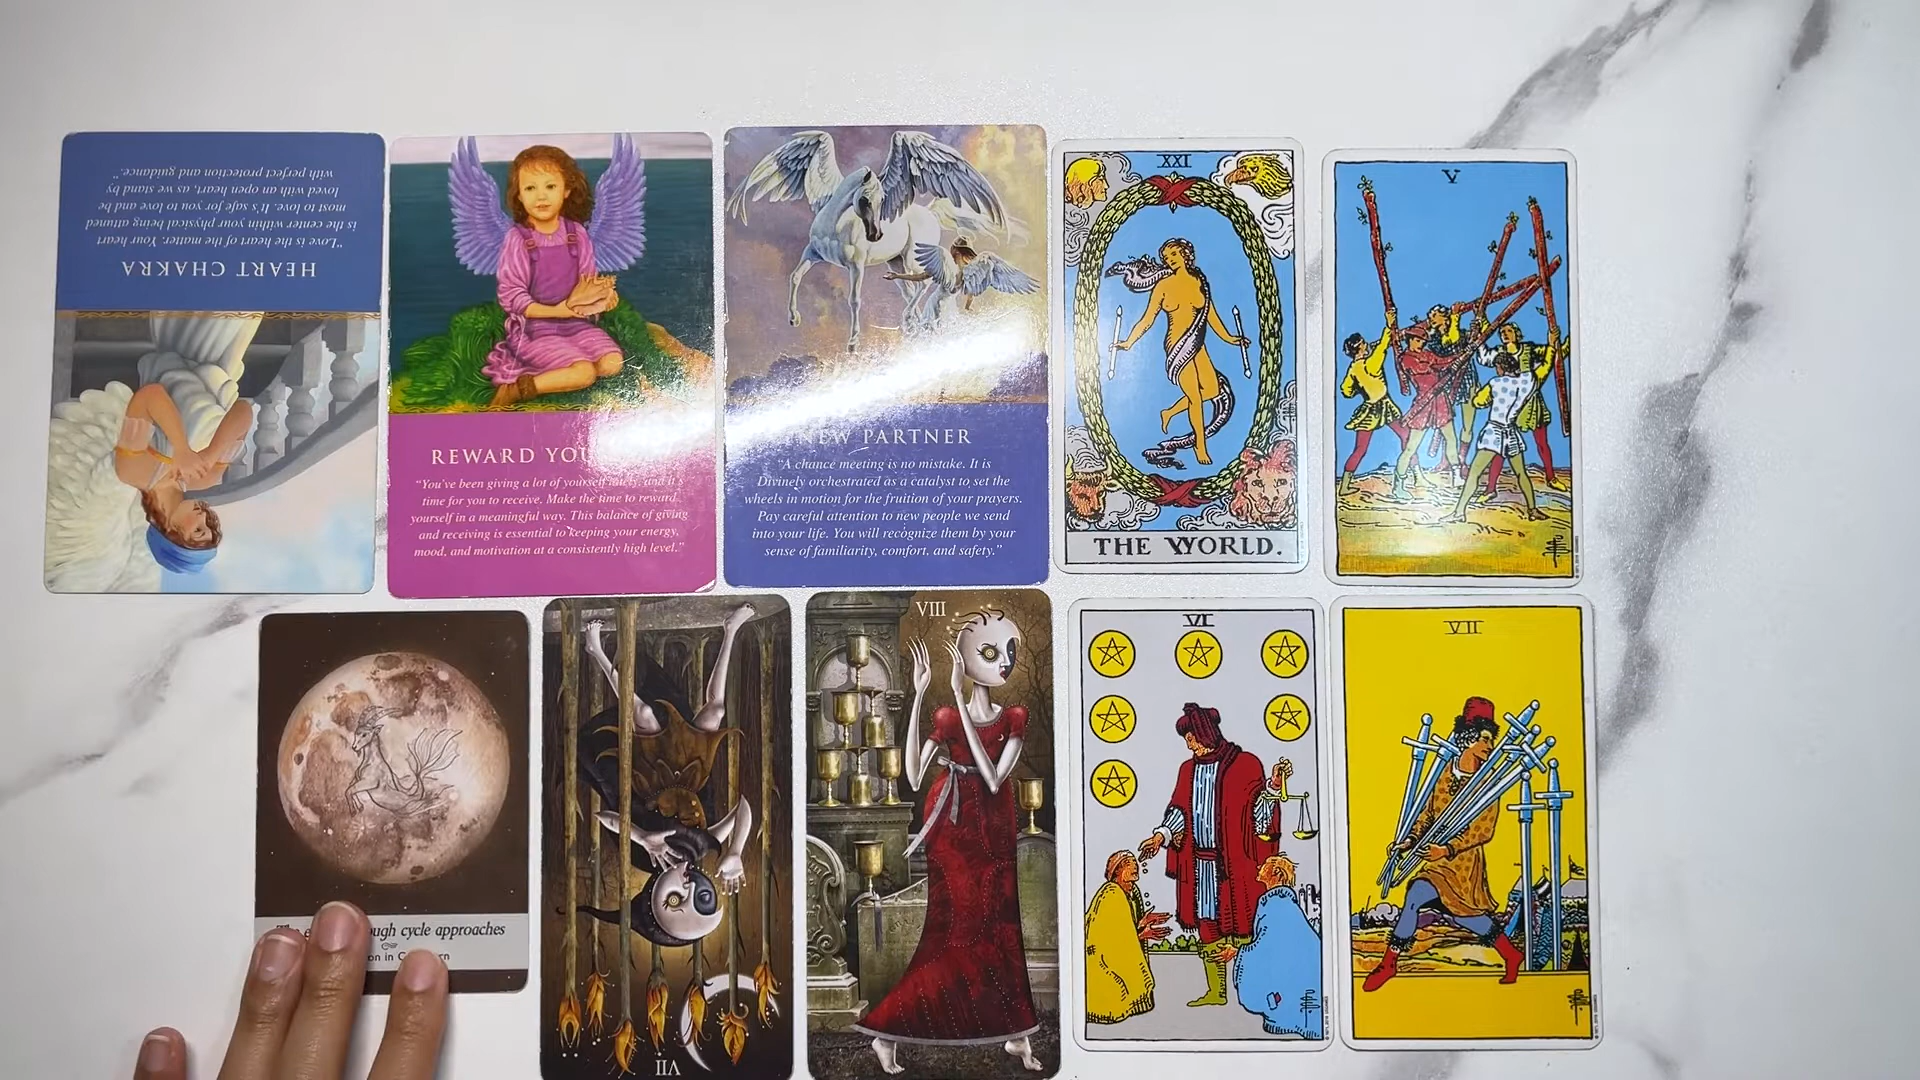 HEART CHAKRA
“Love is the heart of the matter. Your heart
is the center within your physical being attuned
most to love. It's safe for you to love and be
loved with an open heart, as we stand by
with perfect protection and guidance.”
REWARD YOU
“You've been giving a lot of yourself lately, and it's
time for you to receive. Make the time to reward
yourself in a meaningful way. This balance of giving
and receiving is essential to keeping your energy,
mood, and motivation at a consistently high level.”
NEW PARTNER
“A chance meeting is no mistake. It is
Divinely orchestrated as a catalyst to set the
wheels in motion for the fruition of your prayers.
Pay careful attention to new people we send
into your life. You will recognize them by your
sense of familiarity, comfort, and safety.”
XXI
THE WORLD.
V
cycle approaches
in
VII
VIII
VI
VII